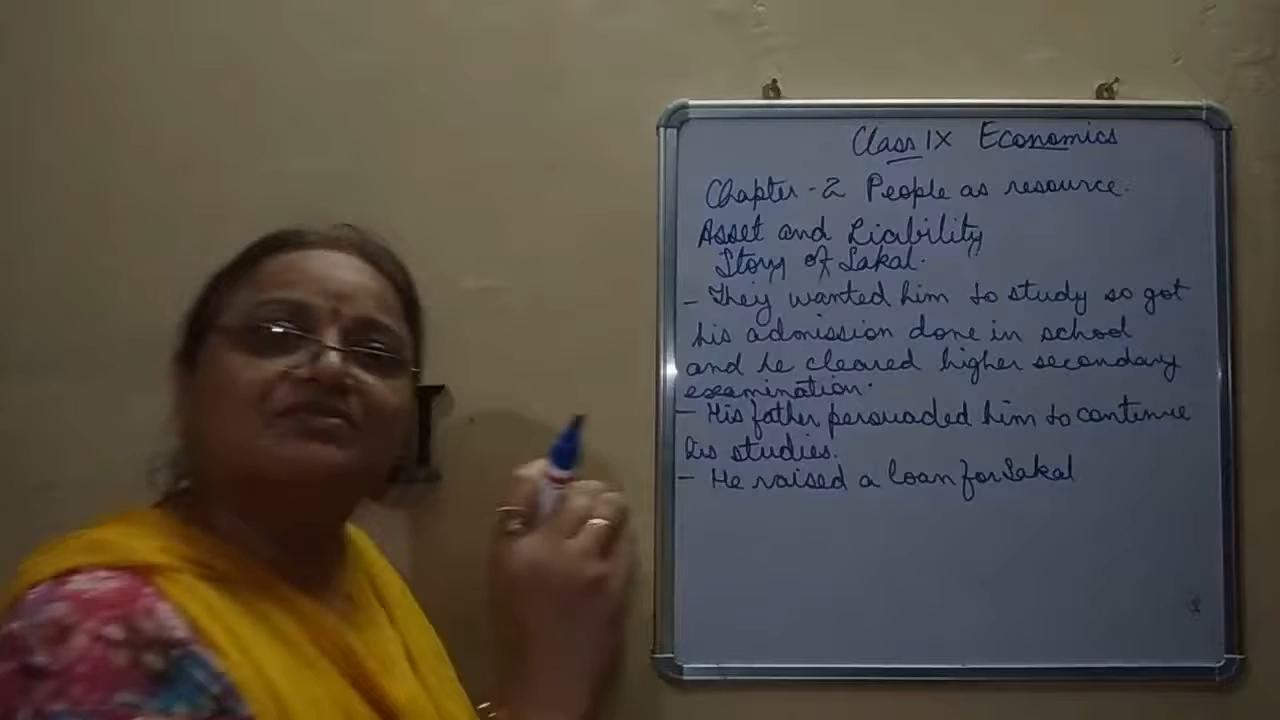 Class IX Economics
Chapter - 2 People as resource.
Asset and Liability
Story of Sakal.
- They wanted him to study so got
his admission done in school
and he cleared higher secondary
examination.
- His father persuaded him to continue
his studies.
- He raised a loan for Sakal